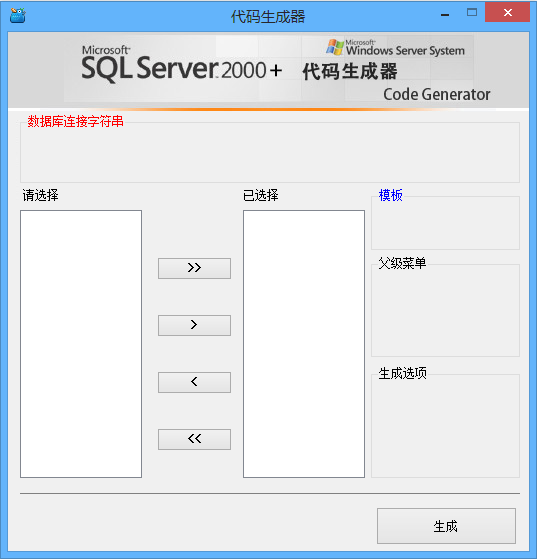 代码生成器
Microsoft®
SQL Server™ 2000 +
Microsoft®
Windows Server System
代码生成器
Code Generator
数据库连接字符串
请选择
已选择
模板
>>
父级菜单
>
生成选项
<
<<
生成